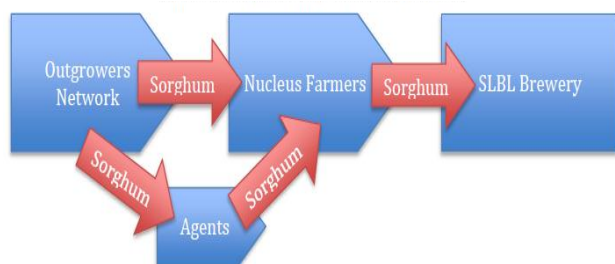 Outgrowers
Network
Sorghum
Nucleus Farmers
Sorghum
SLBL Brewery
Sorghum
Sorghum
Agents